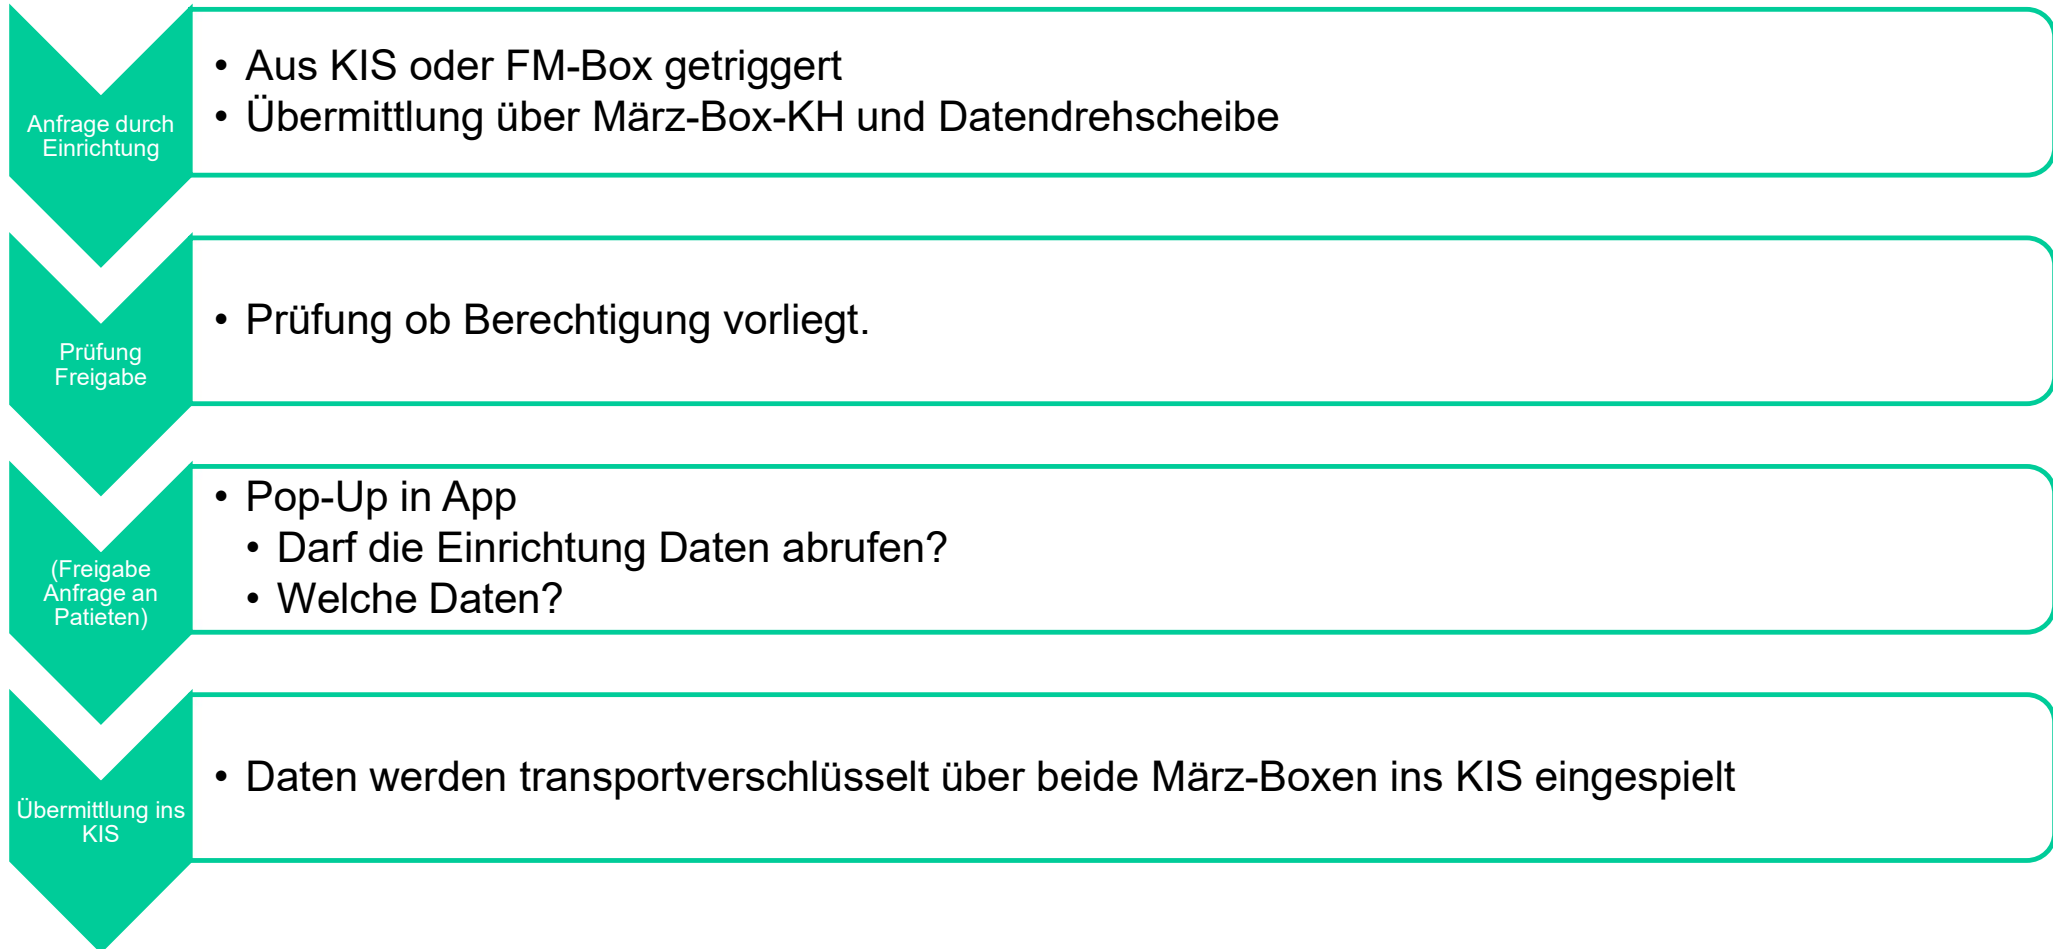 Anfrage durch
Einrichtung
• Aus KIS oder FM-Box getriggert
• Übermittlung über März-Box-KH und Datendrehscheibe
Prüfung
Freigabe
• Prüfung ob Berechtigung vorliegt.
(Freigabe
Anfrage an
Patieten)
• Pop-Up in App
• Darf die Einrichtung Daten abrufen?
• Welche Daten?
Übermittlung ins
KIS
• Daten werden transportverschlüsselt über beide März-Boxen ins KIS eingespielt